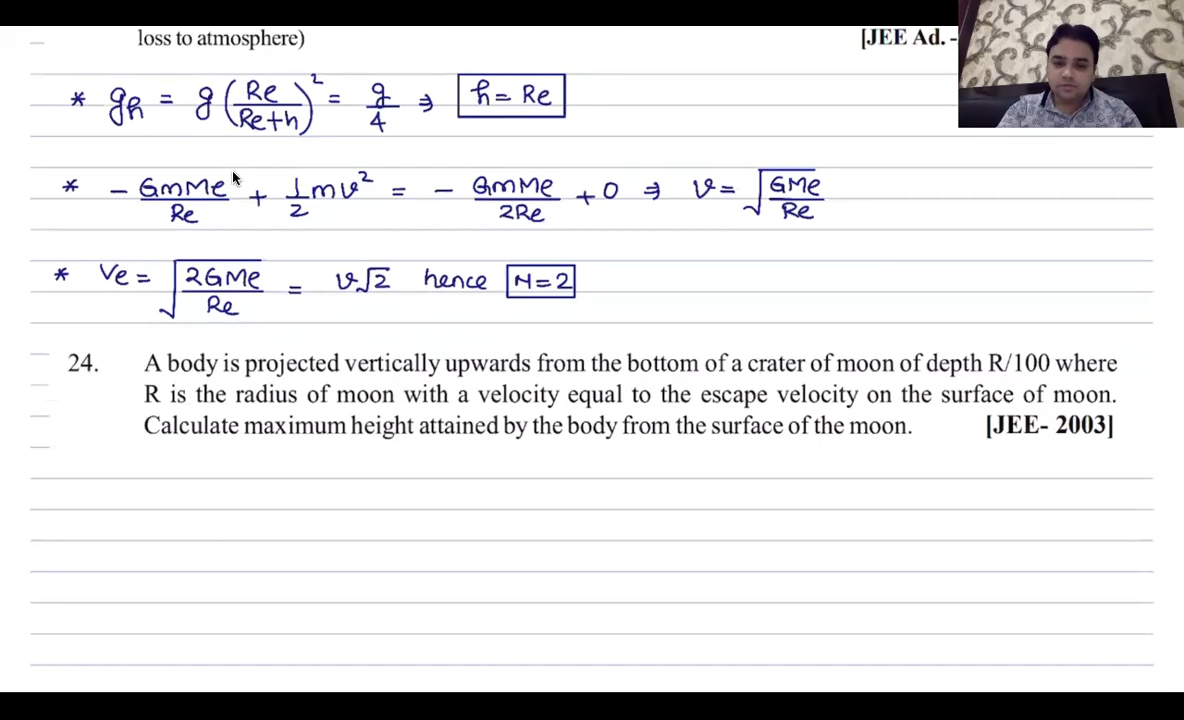 loss to atmosphere) [JEE Ad. -
* gh = g(Re/Re+h)² = g/4 ⇒ h = Re
* - GmMe/Re + 1/2 mv² = - GmMe/2Re + 0 ⇒ v = √GMe/Re
* Ve = √2GMe/Re = v√2 hence N=2
24. A body is projected vertically upwards from the bottom of a crater of moon of depth R/100 where
R is the radius of moon with a velocity equal to the escape velocity on the surface of moon.
Calculate maximum height attained by the body from the surface of the moon. [JEE- 2003]